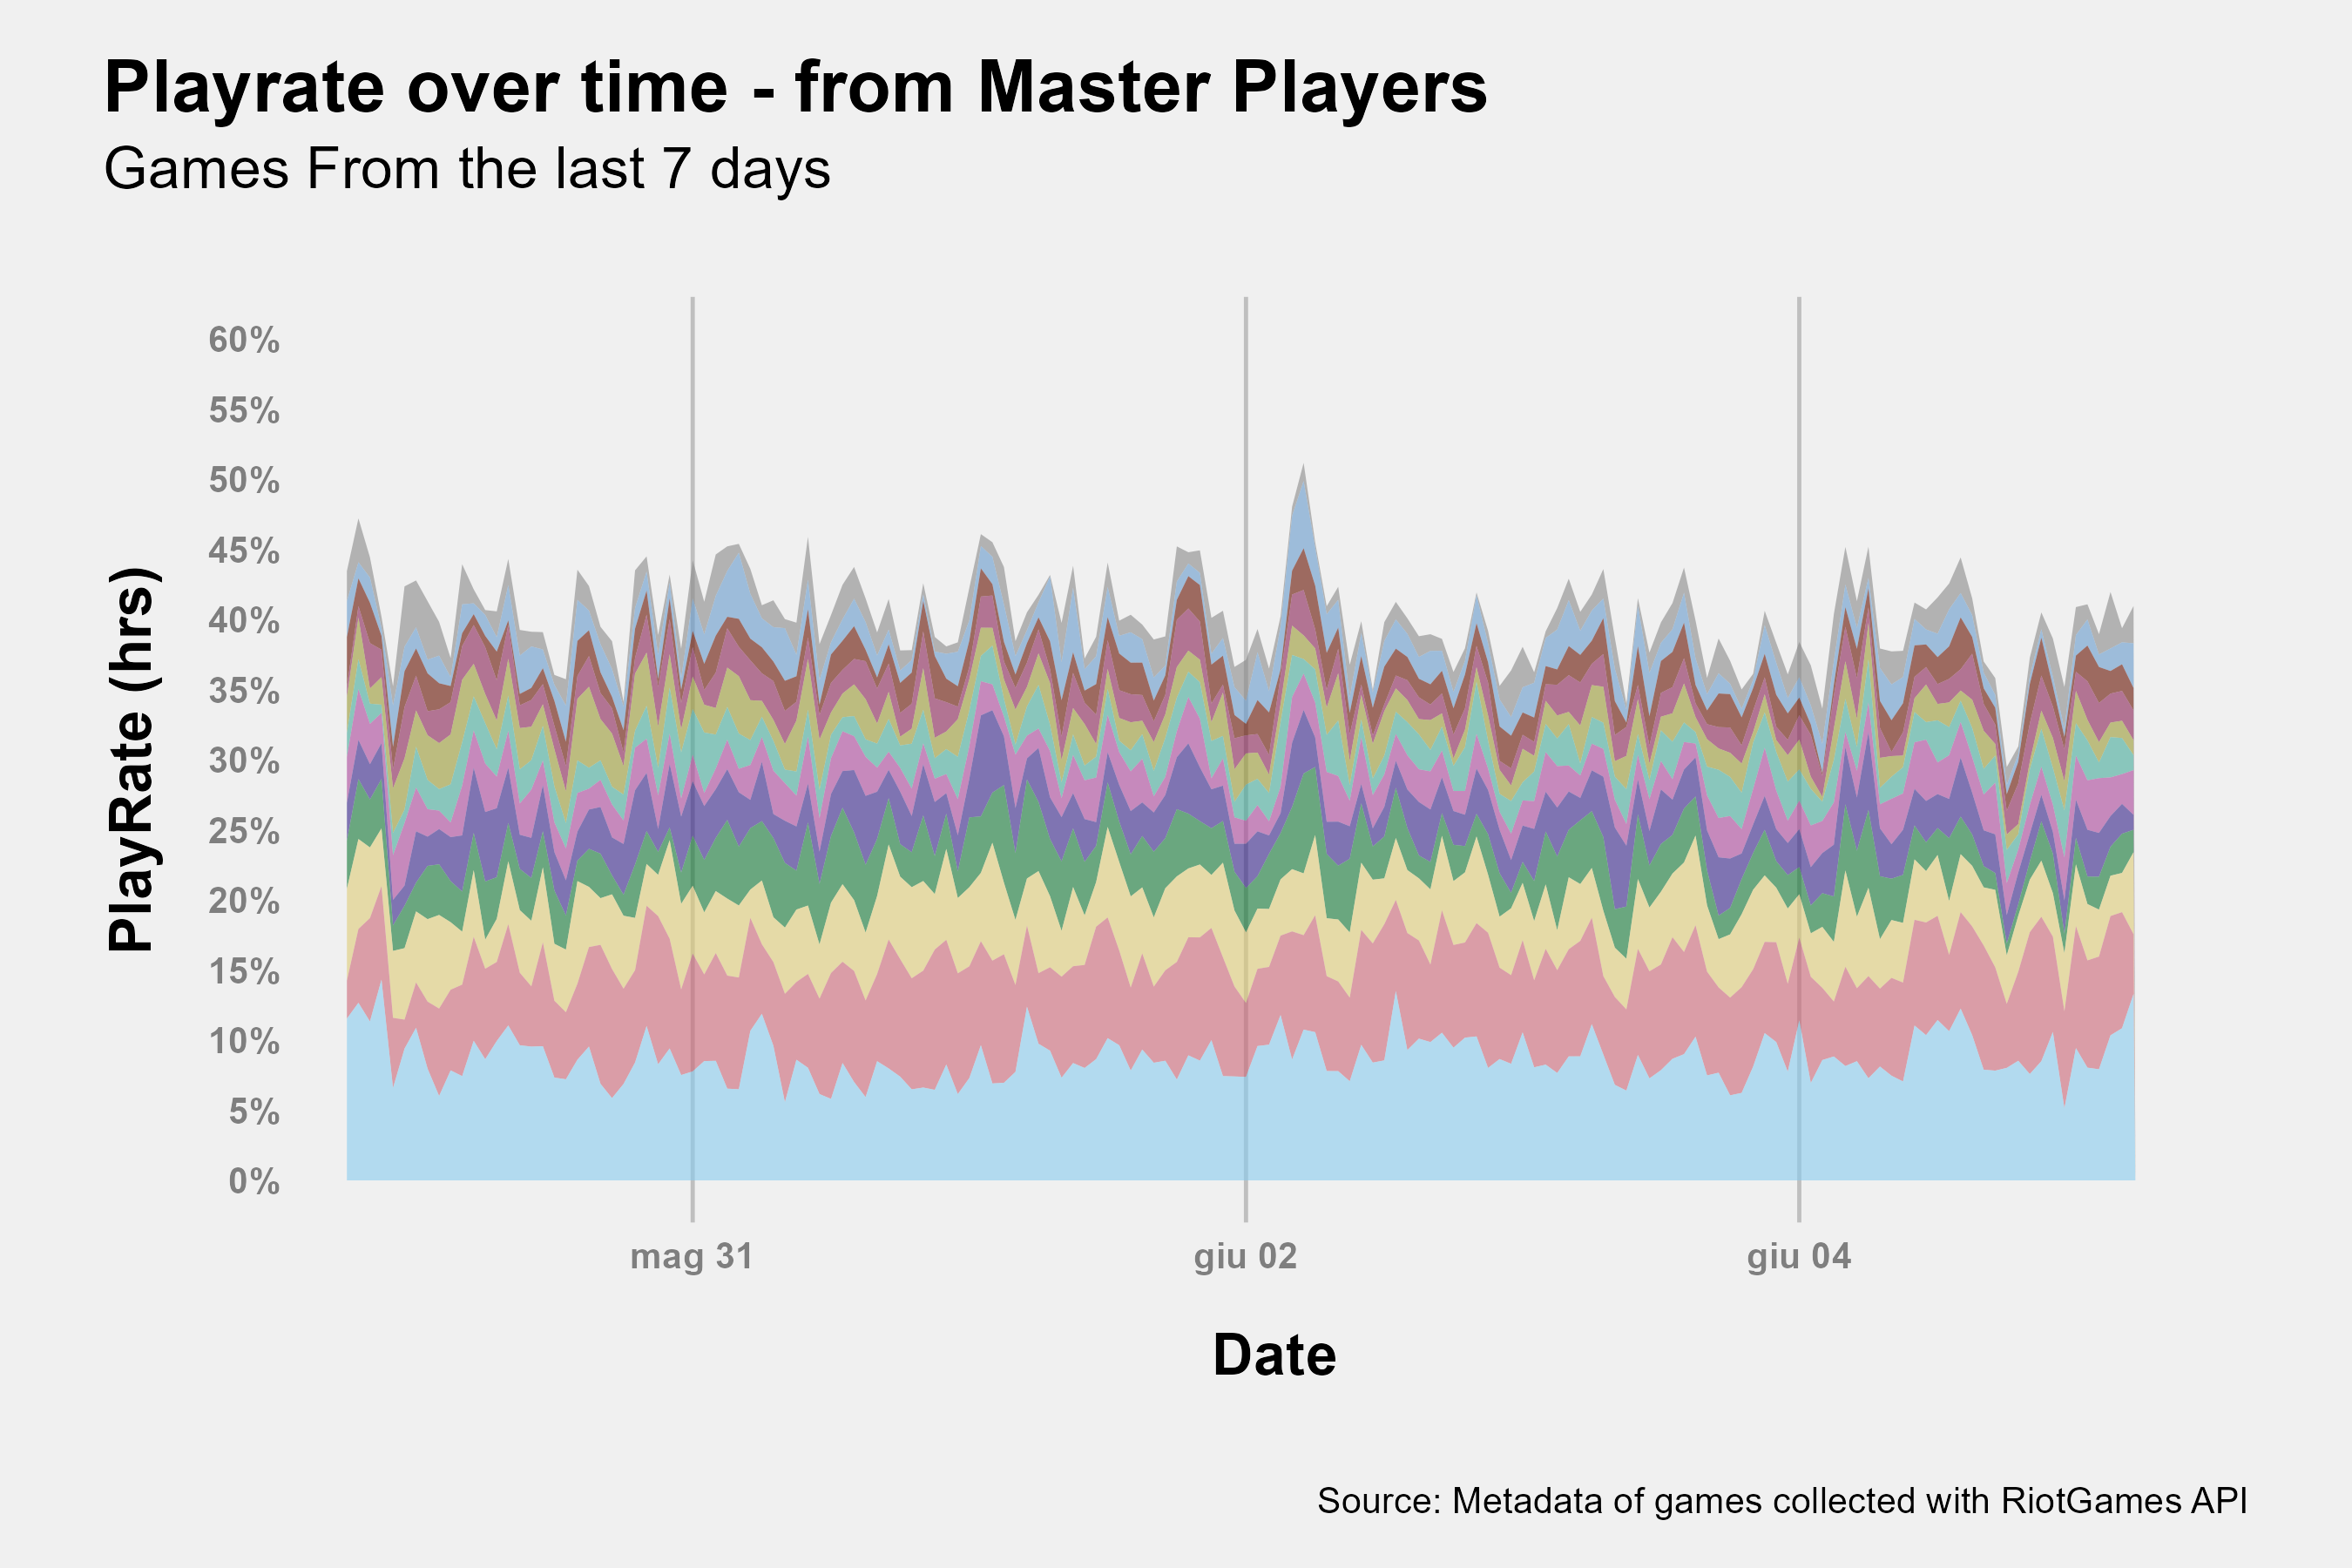 Playrate over time - from Master Players
Games From the last 7 days
PlayRate (hrs)
60%
55%
50%
45%
40%
35%
30%
25%
20%
15%
10%
5%
0%
mag 31
giu 02
giu 04
Date
Source: Metadata of games collected with RiotGames API